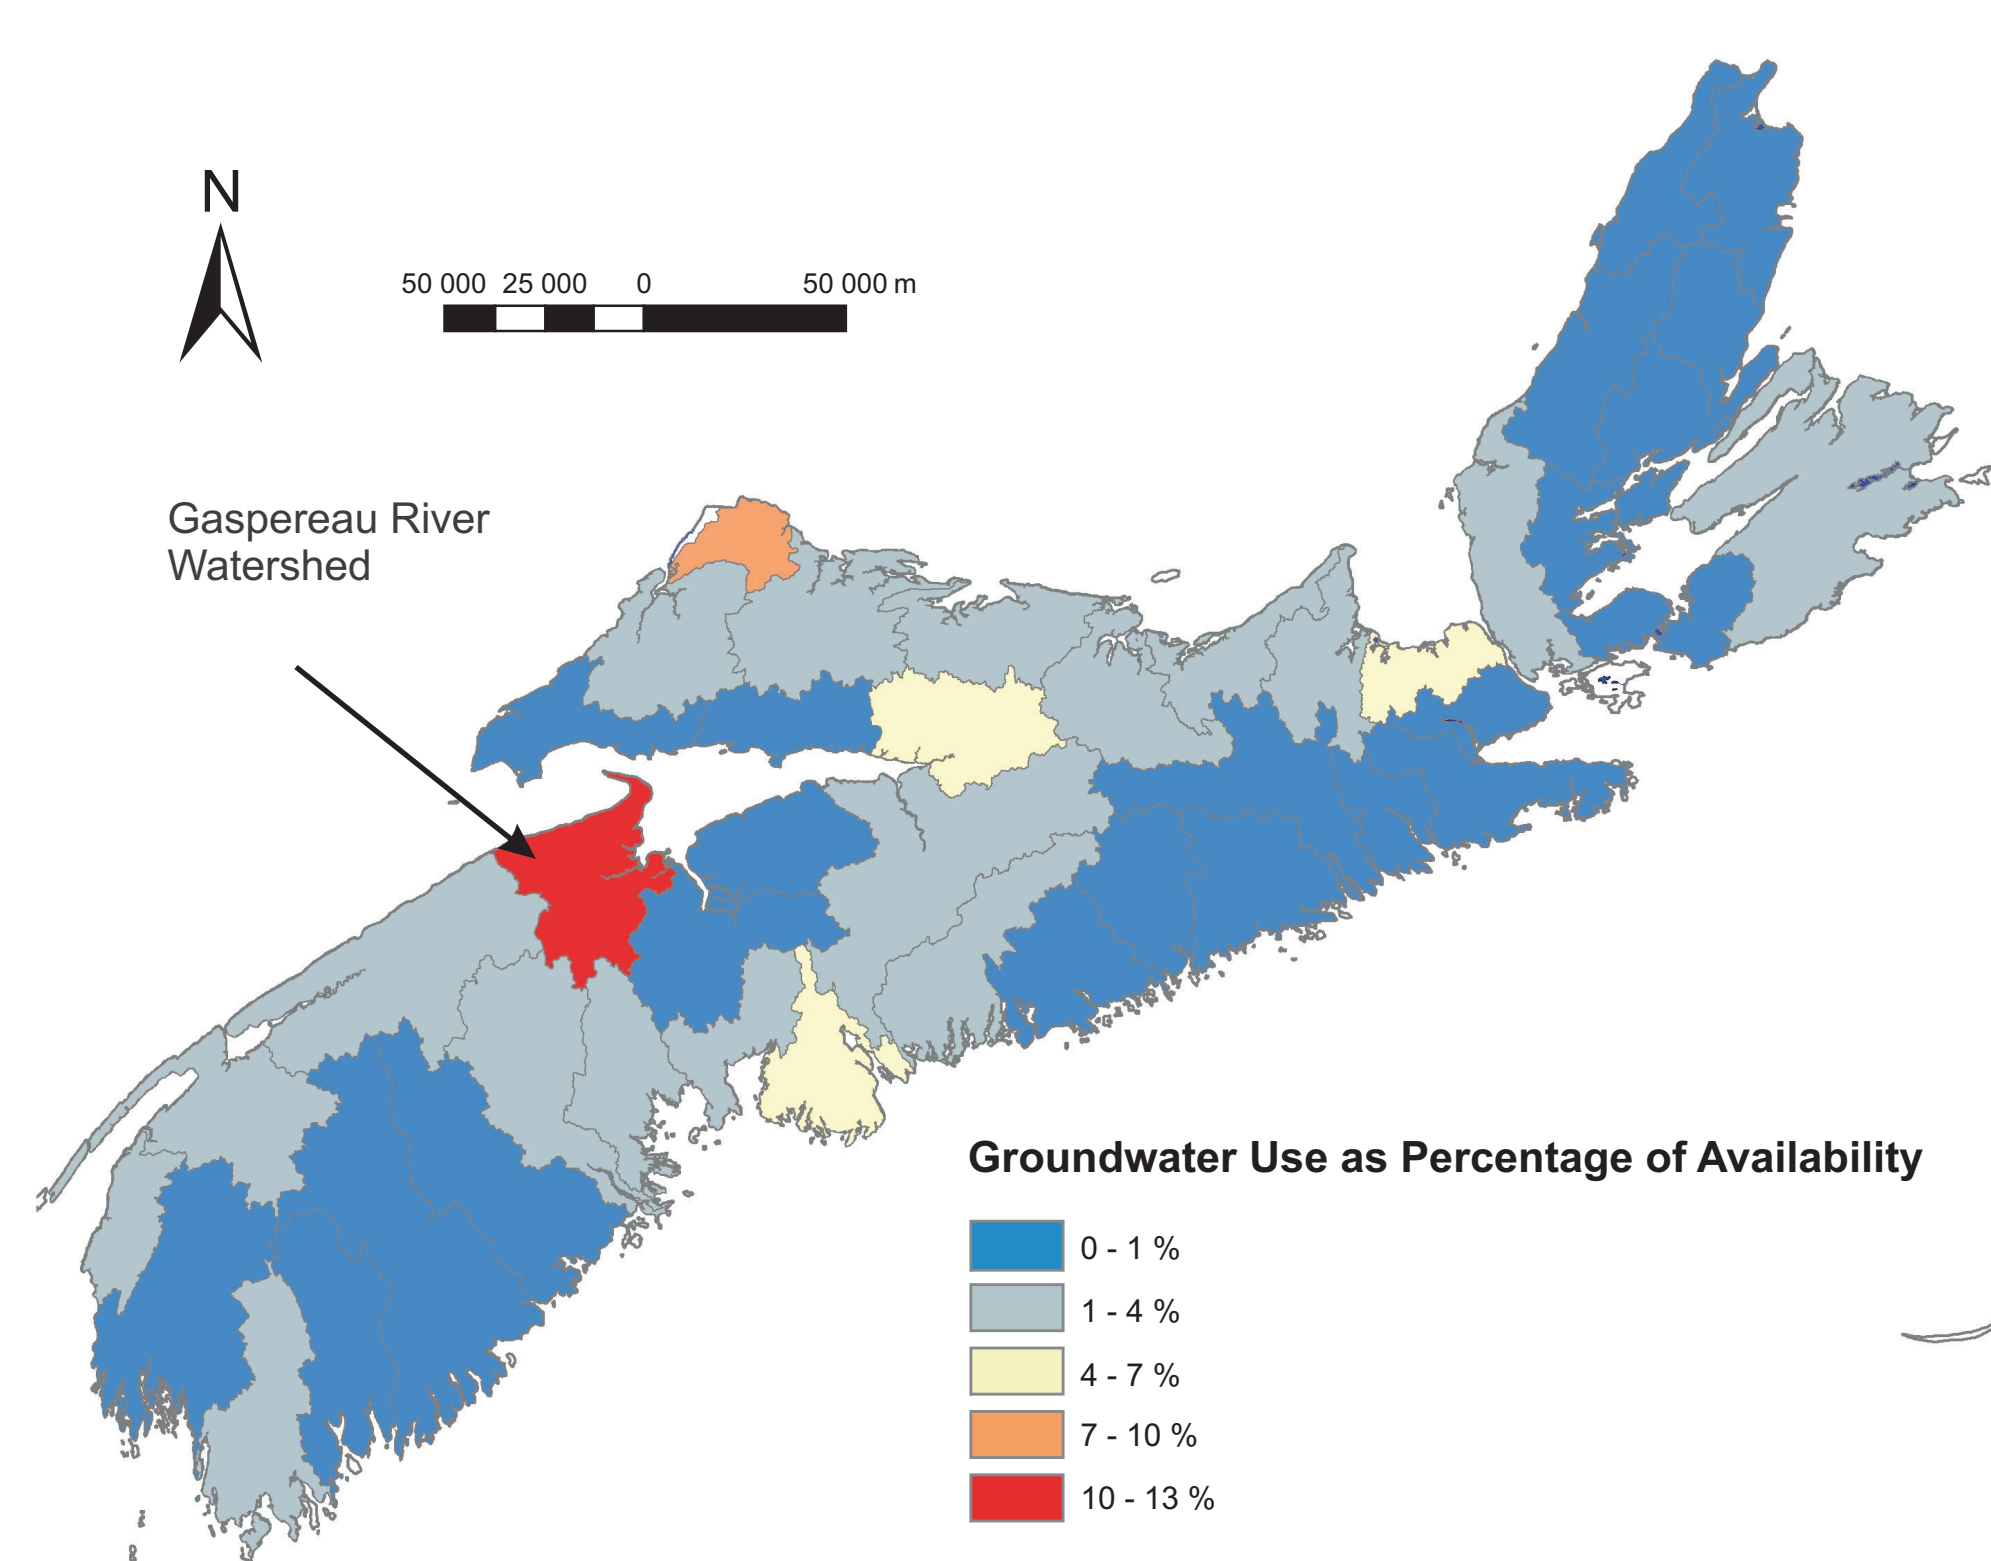 N
50 000 25 000 0 50 000 m
Gaspereau River
Watershed
Groundwater Use as Percentage of Availability
0 - 1 %
1 - 4 %
4 - 7 %
7 - 10 %
10 - 13 %